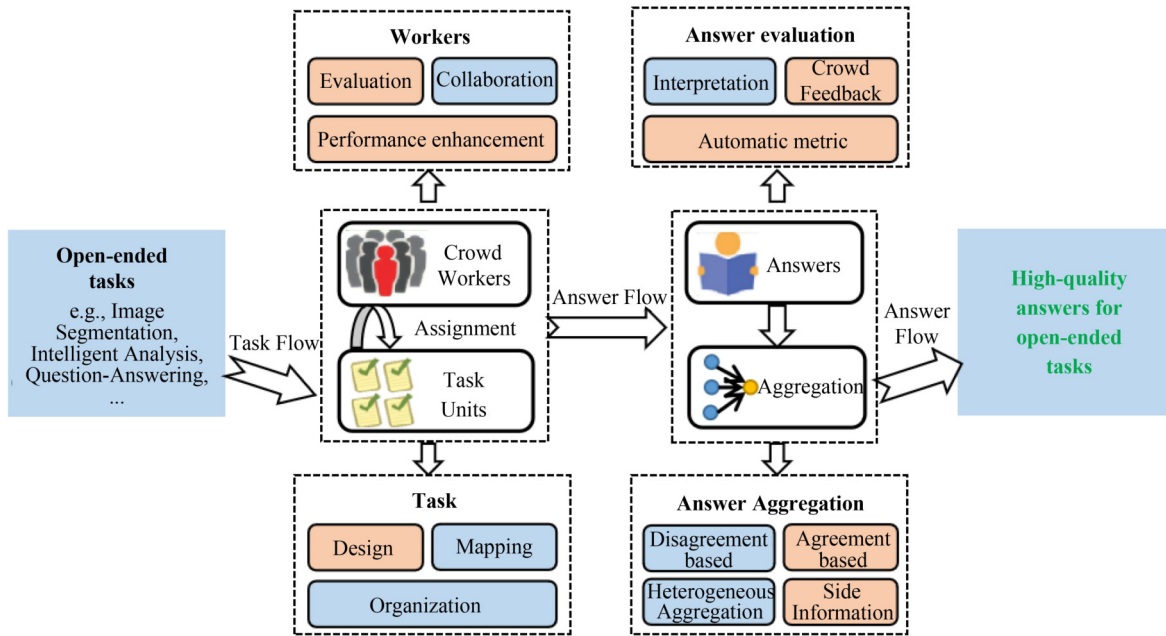 Workers
Evaluation
Collaboration
Performance enhancement
Answer evaluation
Interpretation
Crowd
Feedback
Automatic metric
Open-ended
tasks
e.g., Image
Segmentation,
Intelligent Analysis,
Question-Answering,
...
Task Flow
Crowd
Workers
Assignment
Task
Units
Answer Flow
Answers
Aggregation
Answer
Flow
High-quality
answers for
open-ended
tasks
Task
Design
Mapping
Organization
Answer Aggregation
Disagreement
based
Agreement
based
Heterogeneous
Aggregation
Side
Information